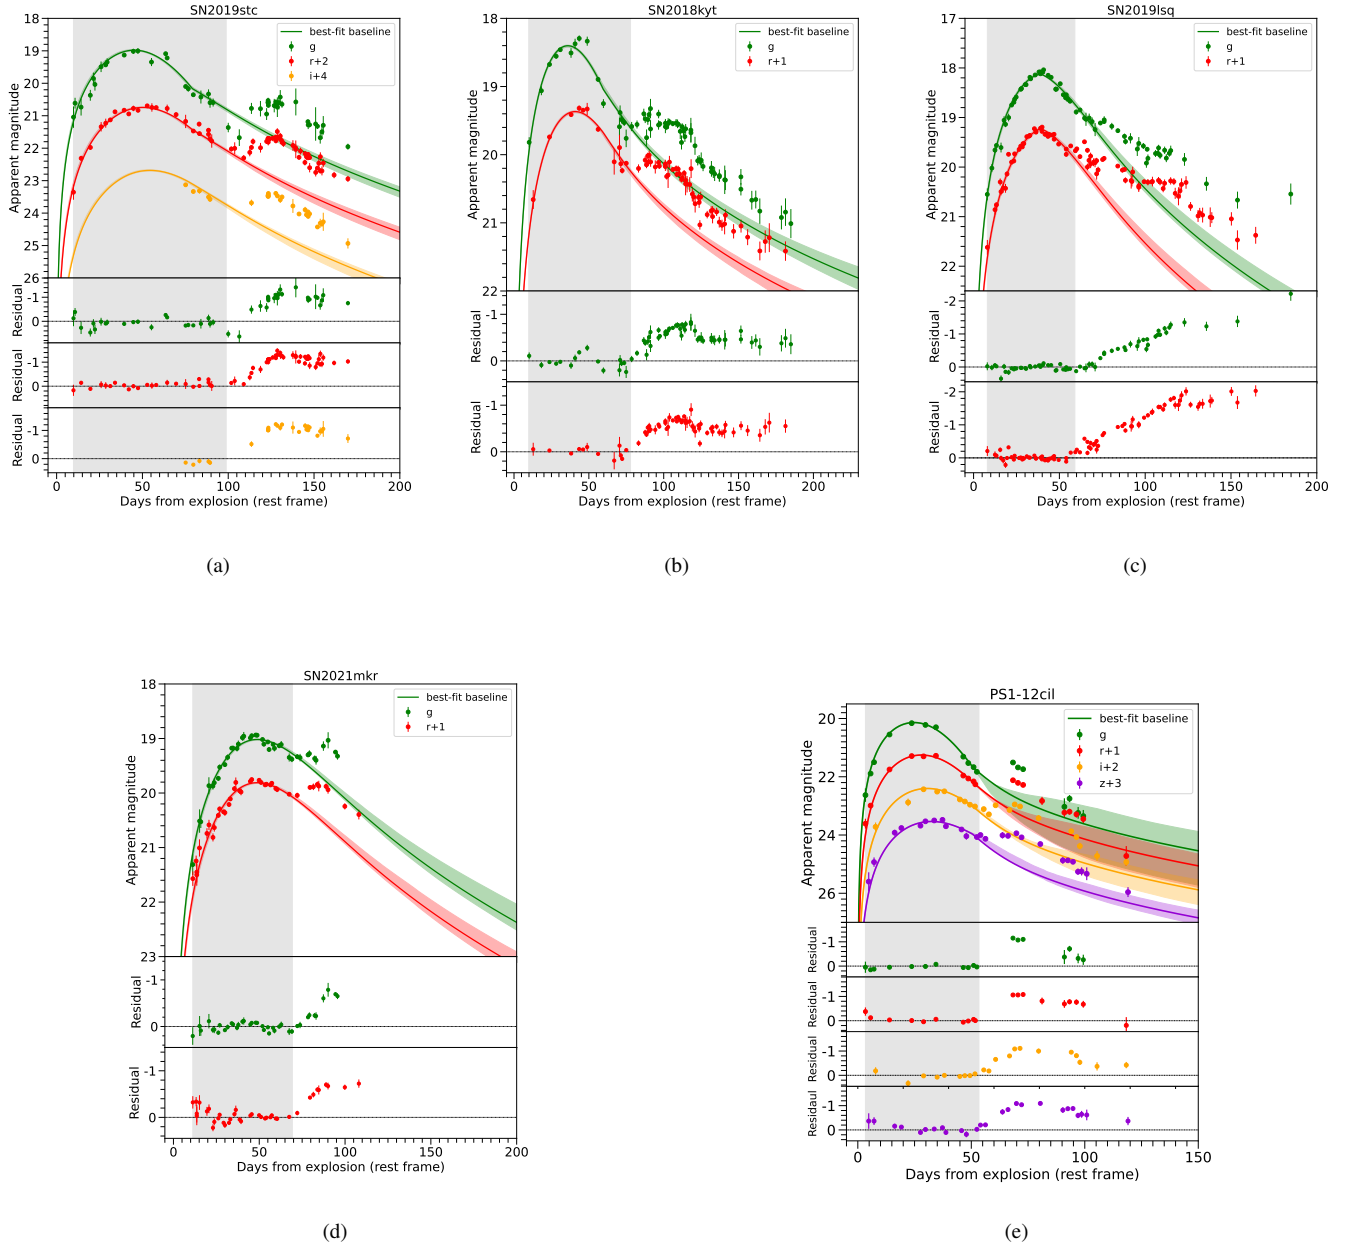 SN2019stc
Apparent magnitude
18
19
20
21
22
23
24
25
26
best-fit baseline
g
r+2
i+4
Residual
-1
0
Residual
-1
0
Residual
-1
0
0 25 50 75 100 125 150 175 200
Days from explosion (rest frame)
(a)
SN2018kyt
Apparent magnitude
18
19
20
21
22
best-fit baseline
g
r+1
Residual
-1
0
Residual
-1
0
0 50 100 150 200
Days from explosion (rest frame)
(b)
SN2019lsq
Apparent magnitude
17
18
19
20
21
22
best-fit baseline
g
r+1
Residual
-2
-1
0
Residaul
-2
-1
0
0 50 100 150 200
Days from explosion (rest frame)
(c)
SN2021mkr
Apparent magnitude
18
19
20
21
22
23
best-fit baseline
g
r+1
Residual
-1
0
Residual
-1
0
0 50 100 150 200
Days from explosion (rest frame)
(d)
PS1-12cil
Apparent magnitude
20
22
24
26
best-fit baseline
g
r+1
i+2
z+3
Residual
-1
0
Residual
-1
0
Residual
-1
0
Residaul
-1
0
0 50 100 150
Days from explosion (rest frame)
(e)